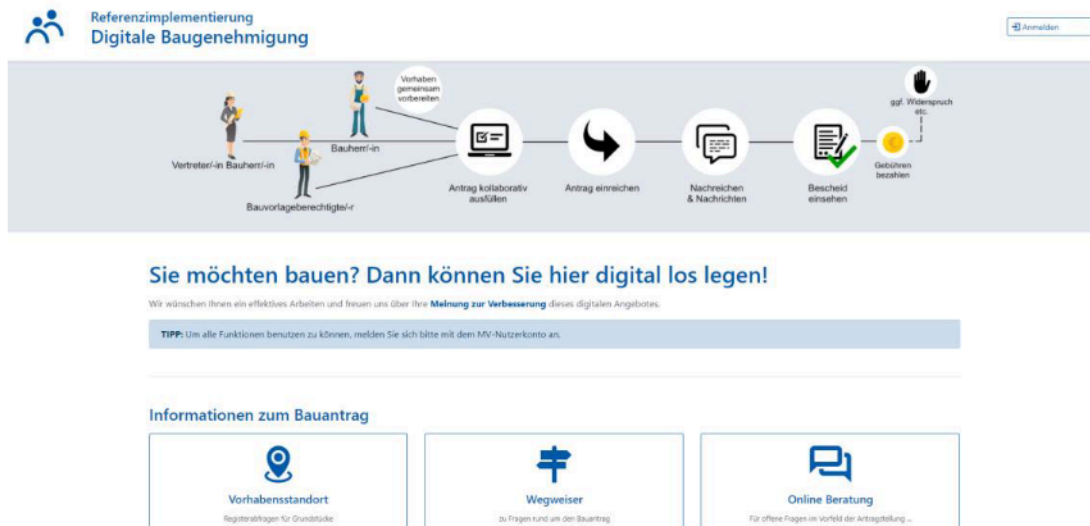 Referenzimplementierung
Digitale Baugenehmigung
Anmelden
Vorhaben
gemeinsam
vorbereiten
ggf. Widerspruch
etc.
Bauherr/-in
Vertreter/-in Bauherr/-in
Gebühren
bezahlen
Antrag kollaborativ
ausfüllen
Antrag einreichen
Nachreichen
& Nachrichten
Bescheid
einsehen
Bauvorlageberechtigte/-r
Sie möchten bauen? Dann können Sie hier digital los legen!
Wir wünschen Ihnen ein effektives Arbeiten und freuen uns über Ihre Meinung zur Verbesserung dieses digitalen Angebotes.
TIPP: Um alle Funktionen benutzen zu können, melden Sie sich bitte mit dem MV-Nutzerkonto an.
Informationen zum Bauantrag
Vorhabensstandort
Registerabfragen für Grundstücke
Wegweiser
zu Fragen rund um den Bauantrag
Online Beratung
Für offene Fragen im Vorfeld der Antragstellung ...